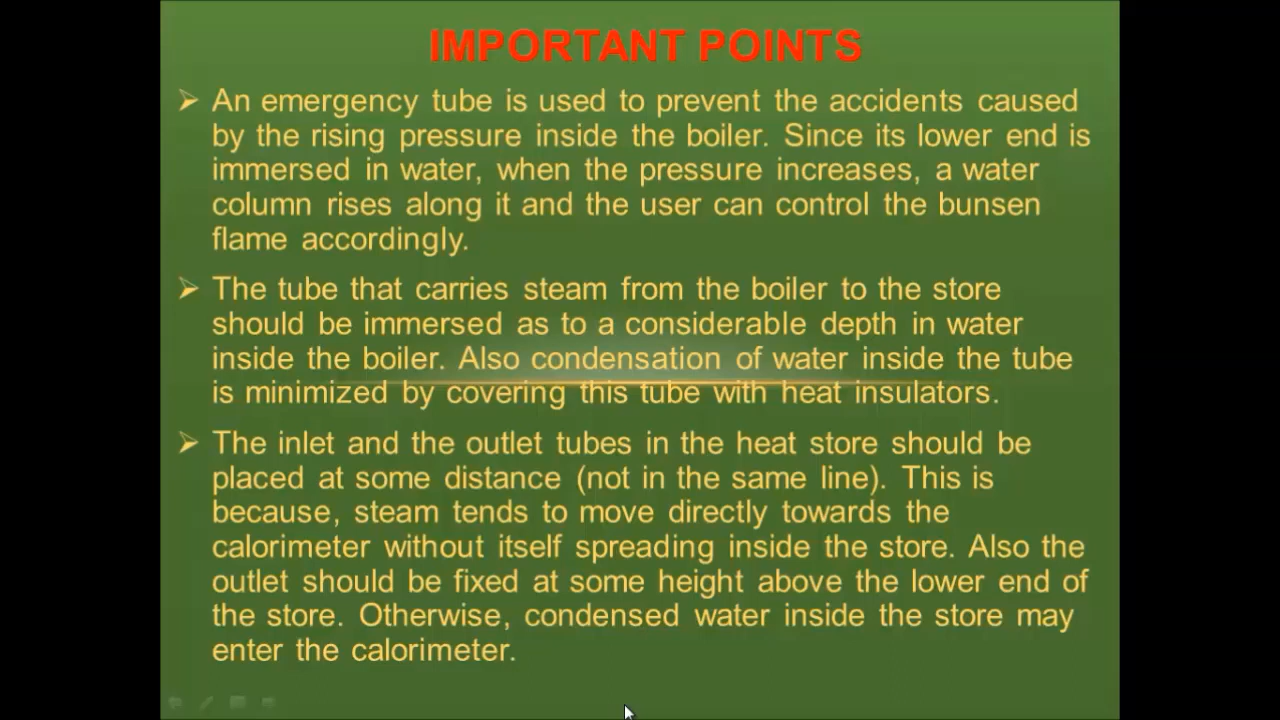 IMPORTANT POINTS
An emergency tube is used to prevent the accidents caused
by the rising pressure inside the boiler. Since its lower end is
immersed in water, when the pressure increases, a water
column rises along it and the user can control the bunsen
flame accordingly.
The tube that carries steam from the boiler to the store
should be immersed as to a considerable depth in water
inside the boiler. Also condensation of water inside the tube
is minimized by covering this tube with heat insulators.
The inlet and the outlet tubes in the heat store should be
placed at some distance (not in the same line). This is
because, steam tends to move directly towards the
calorimeter without itself spreading inside the store. Also the
outlet should be fixed at some height above the lower end of
the store. Otherwise, condensed water inside the store may
enter the calorimeter.